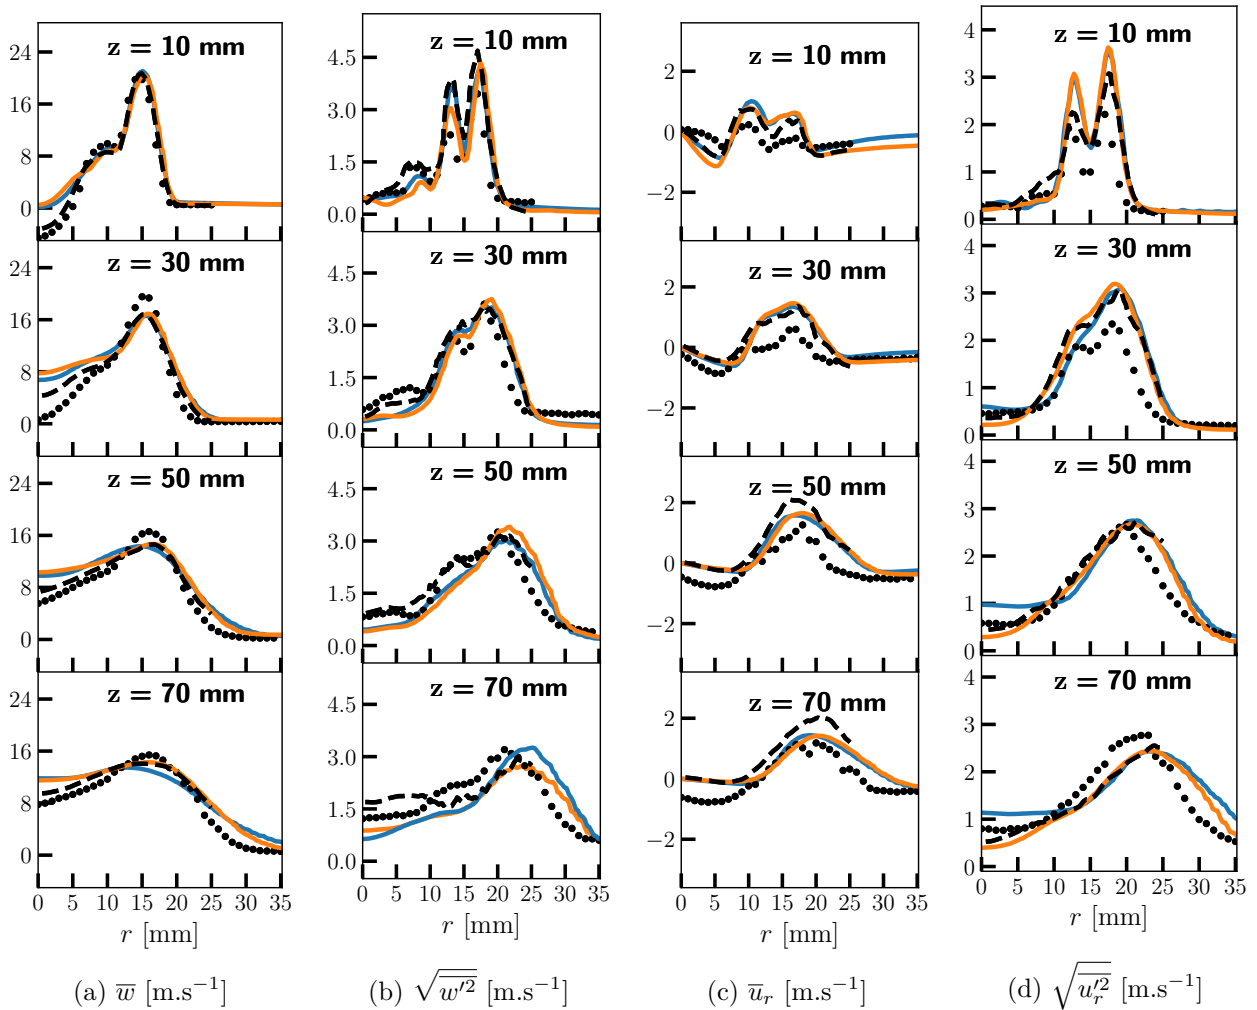 z = 10 mm
24
16
8
0
z = 30 mm
24
16
8
0
z = 50 mm
24
16
8
0
z = 70 mm
24
16
8
0
0 5 10 15 20 25 30 35
r [mm]
(a) w̅ [m.s⁻¹]
z = 10 mm
4.5
3.0
1.5
0.0
z = 30 mm
4.5
3.0
1.5
0.0
z = 50 mm
4.5
3.0
1.5
0.0
z = 70 mm
4.5
3.0
1.5
0.0
0 5 10 15 20 25 30 35
r [mm]
(b) √w′² [m.s⁻¹]
z = 10 mm
2
0
−2
z = 30 mm
2
0
−2
z = 50 mm
2
0
−2
z = 70 mm
2
0
−2
0 5 10 15 20 25 30 35
r [mm]
(c) u̅ᵣ [m.s⁻¹]
z = 10 mm
4
3
2
1
0
z = 30 mm
4
3
2
1
0
z = 50 mm
4
3
2
1
0
z = 70 mm
4
3
2
1
0
0 5 10 15 20 25 30 35
r [mm]
(d) √u′ᵣ² [m.s⁻¹]